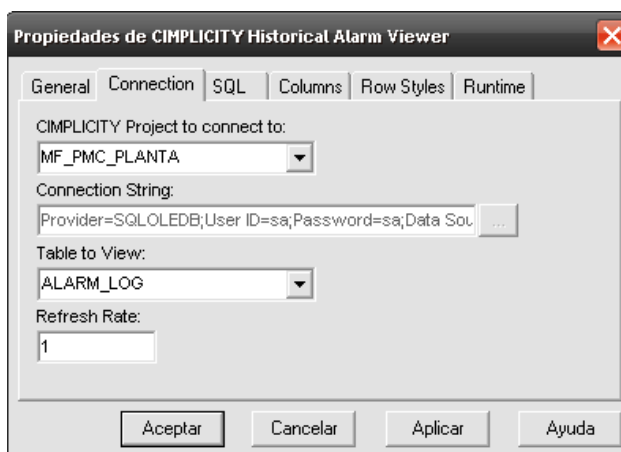 Propiedades de CIMPLICITY Historical Alarm Viewer
General Connection SQL Columns Row Styles Runtime
CIMPLICITY Project to connect to:
MF_PMC_PLANTA
Connection String:
Provider=SQLOLEDB;User ID=sa;Password=sa;Data Sou ...
Table to View:
ALARM_LOG
Refresh Rate:
1
Aceptar Cancelar Aplicar Ayuda